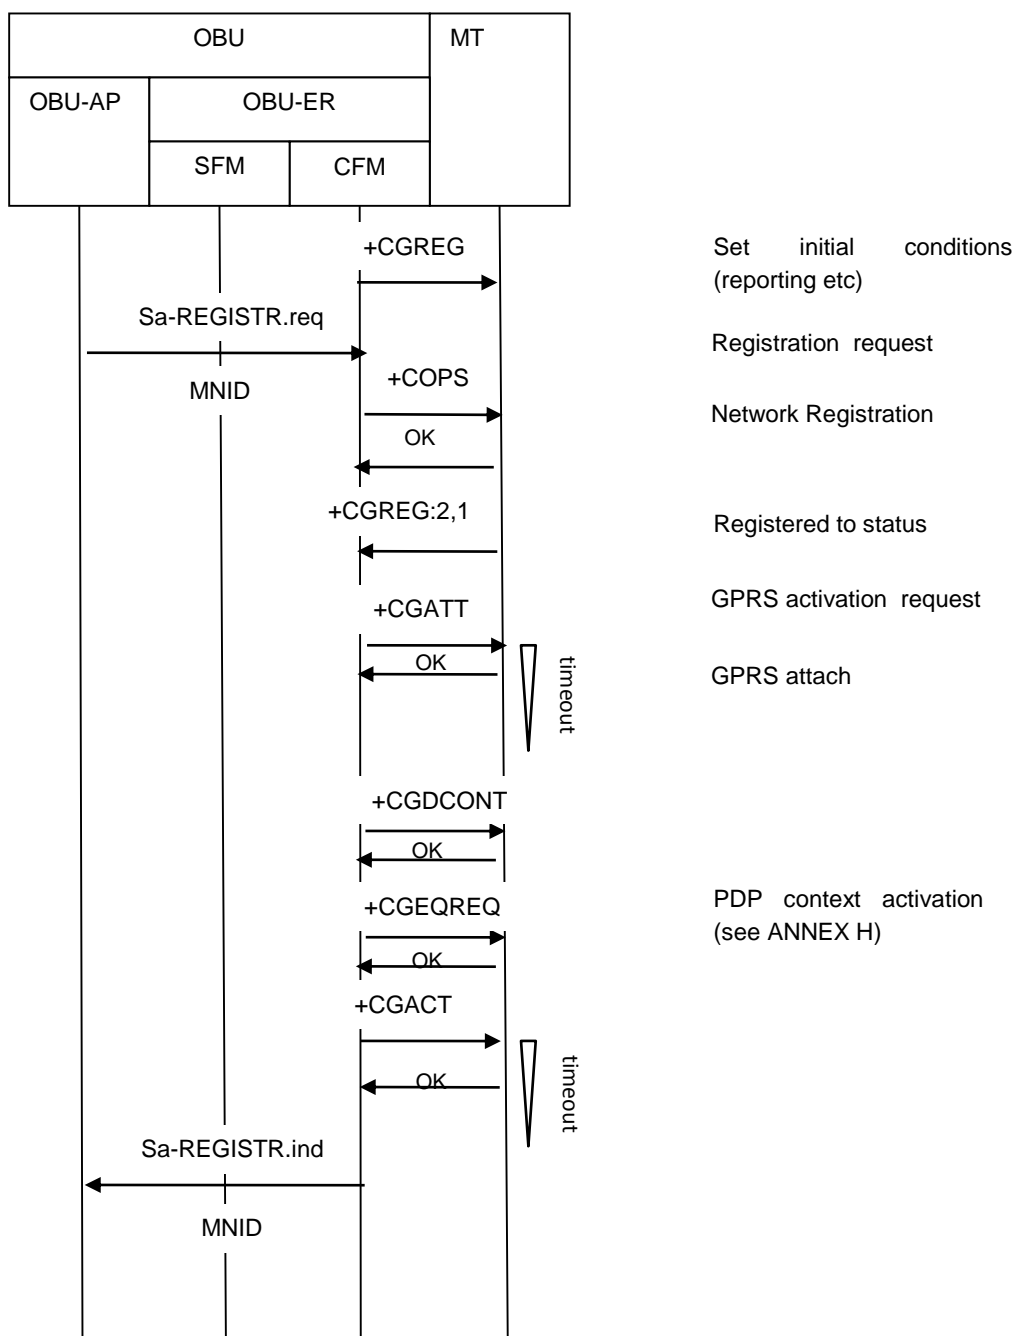 OBU
MT
OBU-AP
OBU-ER
SFM
CFM
+CGREG
Set initial conditions
(reporting etc)
Sa-REGISTR.req
Registration request
MNID
+COPS
Network Registration
OK
+CGREG:2,1
Registered to status
+CGATT
GPRS activation request
OK
timeout
GPRS attach
+CGDCONT
OK
+CGEQREQ
PDP context activation
(see ANNEX H)
OK
+CGACT
OK
timeout
Sa-REGISTR.ind
MNID